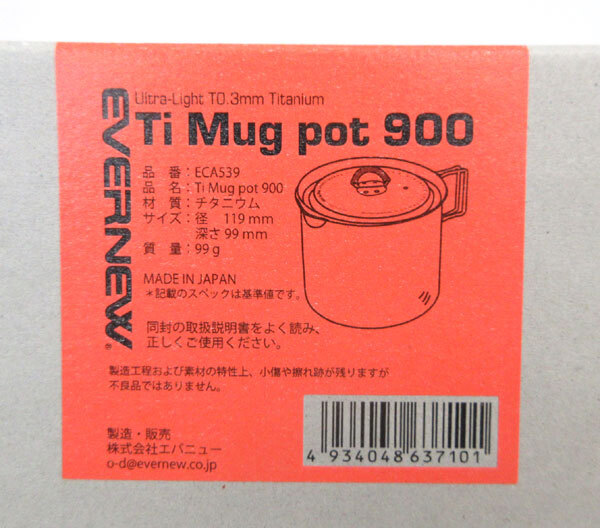 Ultra-Light T0.3mm Titanium
Ti Mug pot 900
EVERNEW®
品 番：ECA539
品 名：Ti Mug pot 900
材 質：チタニウム
サイズ：径 119 mm
深さ 99 mm
質 量：99 g
MADE IN JAPAN
＊記載のスペックは基準値です。
同封の取扱説明書をよく読み、
正しくご使用ください。
製造工程および素材の特性上、小傷や擦れ跡が残りますが
不良品ではありません。
製造・販売
株式会社エバニュー
o-d@evernew.co.jp
4 934048 637101